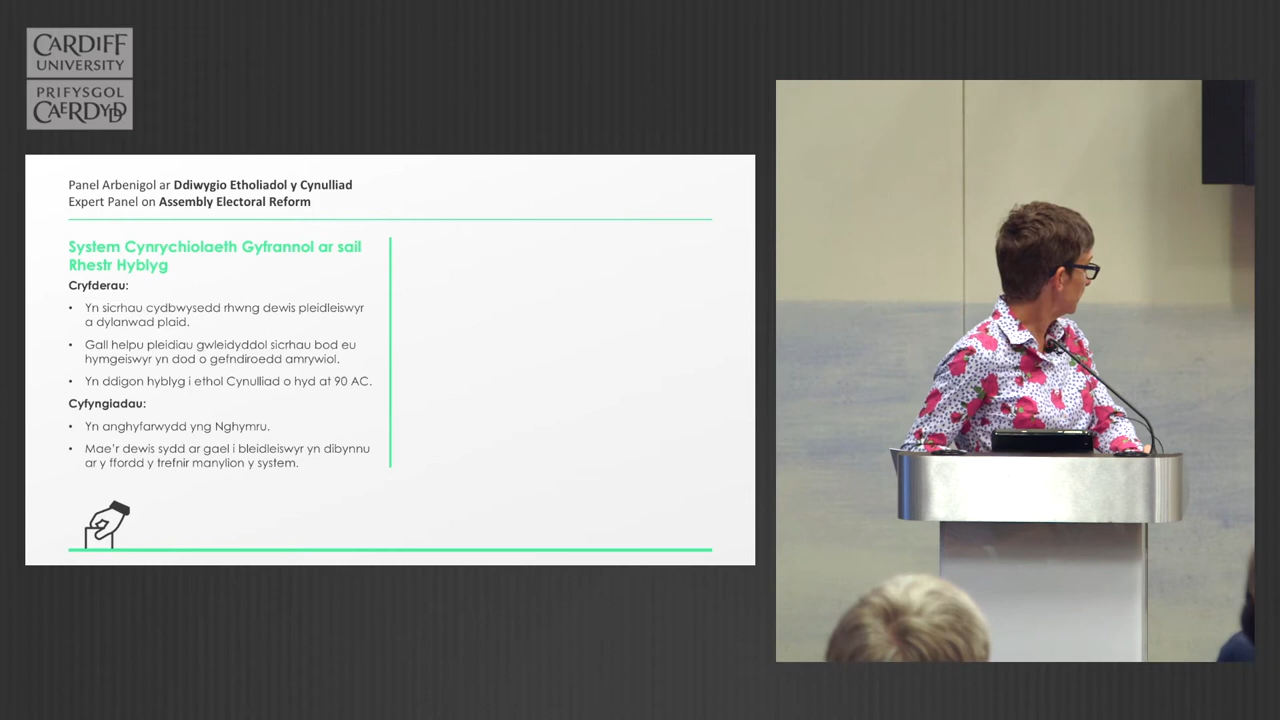 CARDIFF
UNIVERSITY
PRIFYSGOL
CAERDYDD
Panel Arbenigol ar Ddiwygio Etholiadol y Cynulliad
Expert Panel on Assembly Electoral Reform
System Cynrychiolaeth Gyfrannol ar sail
Rhestr Hyblyg
Cryfderau:
• Yn sicrhau cydbwysedd rhwng dewis pleidleiswyr
a dylanwad plaid.
• Gall helpu pleidiau gwleidyddol sicrhau bod eu
hymgeiswyr yn dod o gefndiroedd amrywiol.
• Yn ddigon hyblyg i ethol Cynulliad o hyd at 90 AC.
Cyfyngiadau:
• Yn anghyfarwydd yng Nghymru.
• Mae'r dewis sydd ar gael i bleidleiswyr yn dibynnu
ar y ffordd y trefnir manylion y system.